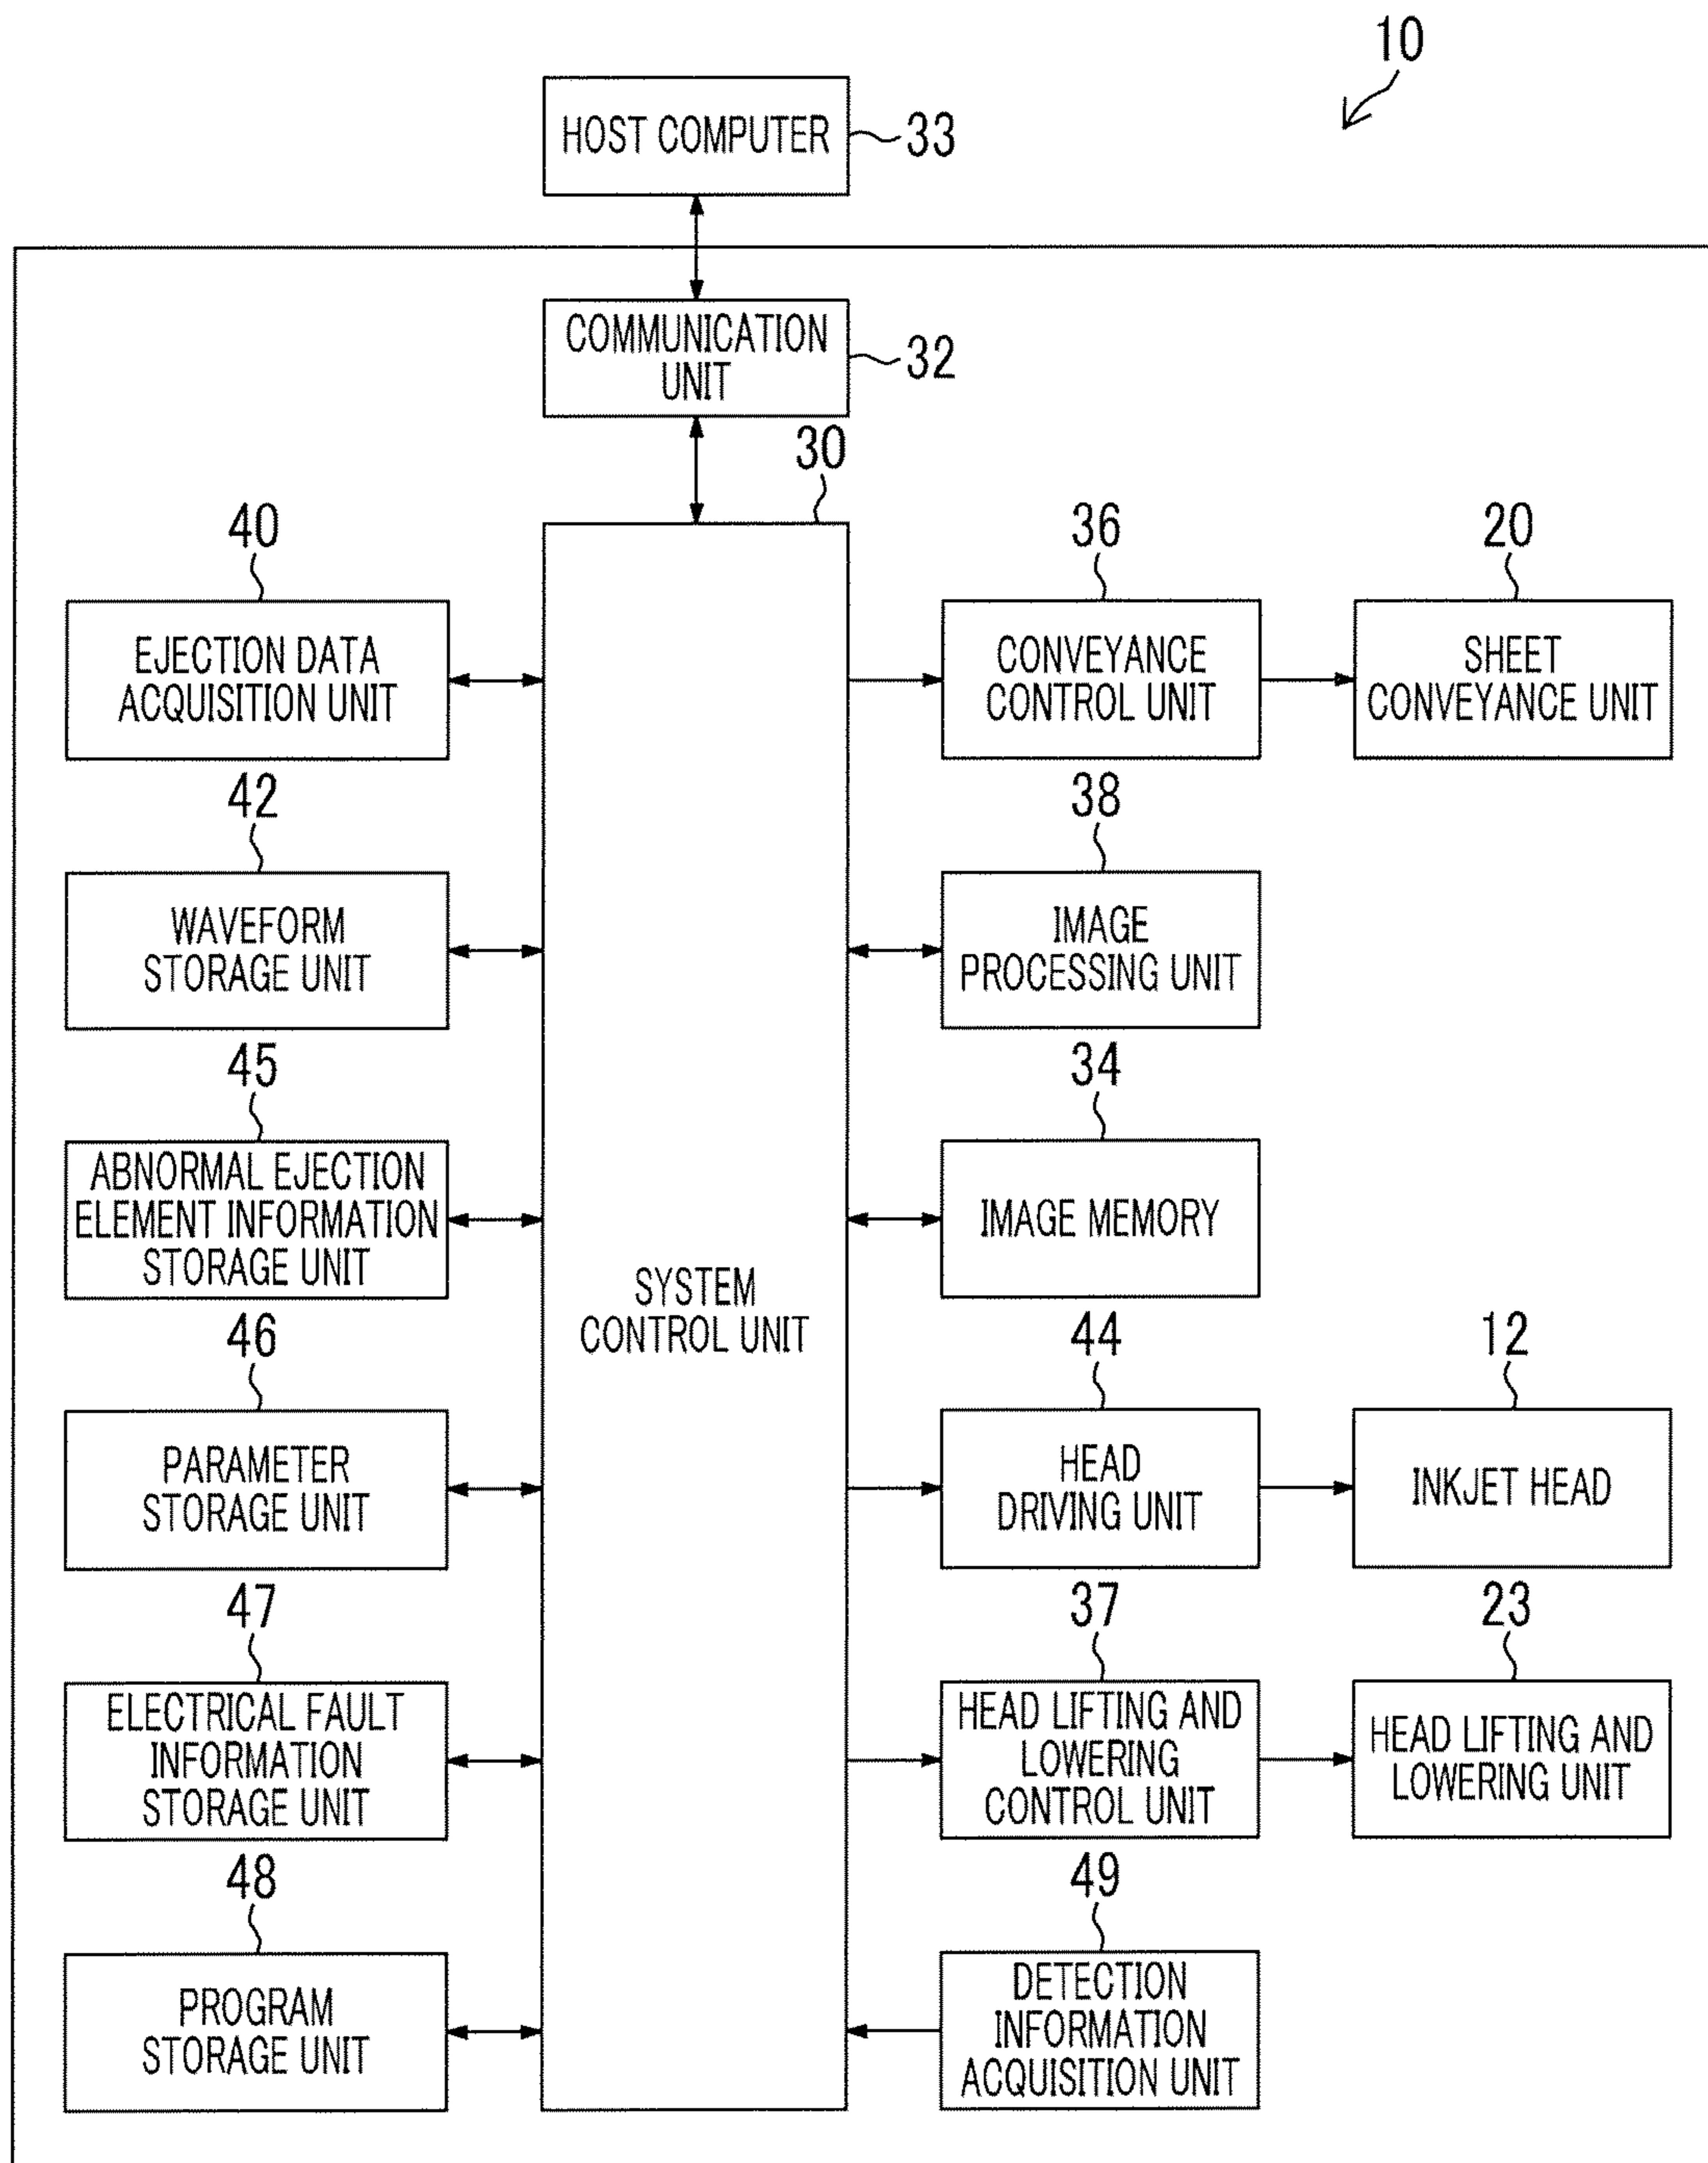 10
HOST COMPUTER
33
COMMUNICATION
UNIT
32
30
40
36
20
EJECTION DATA
ACQUISITION UNIT
CONVEYANCE
CONTROL UNIT
SHEET
CONVEYANCE UNIT
42
38
WAVEFORM
STORAGE UNIT
IMAGE
PROCESSING UNIT
45
34
ABNORMAL EJECTION
ELEMENT INFORMATION
STORAGE UNIT
IMAGE MEMORY
SYSTEM
CONTROL UNIT
46
44
12
PARAMETER
STORAGE UNIT
HEAD
DRIVING UNIT
INKJET HEAD
47
37
23
ELECTRICAL FAULT
INFORMATION
STORAGE UNIT
HEAD LIFTING AND
LOWERING
CONTROL UNIT
HEAD LIFTING AND
LOWERING UNIT
48
49
PROGRAM
STORAGE UNIT
DETECTION
INFORMATION
ACQUISITION UNIT